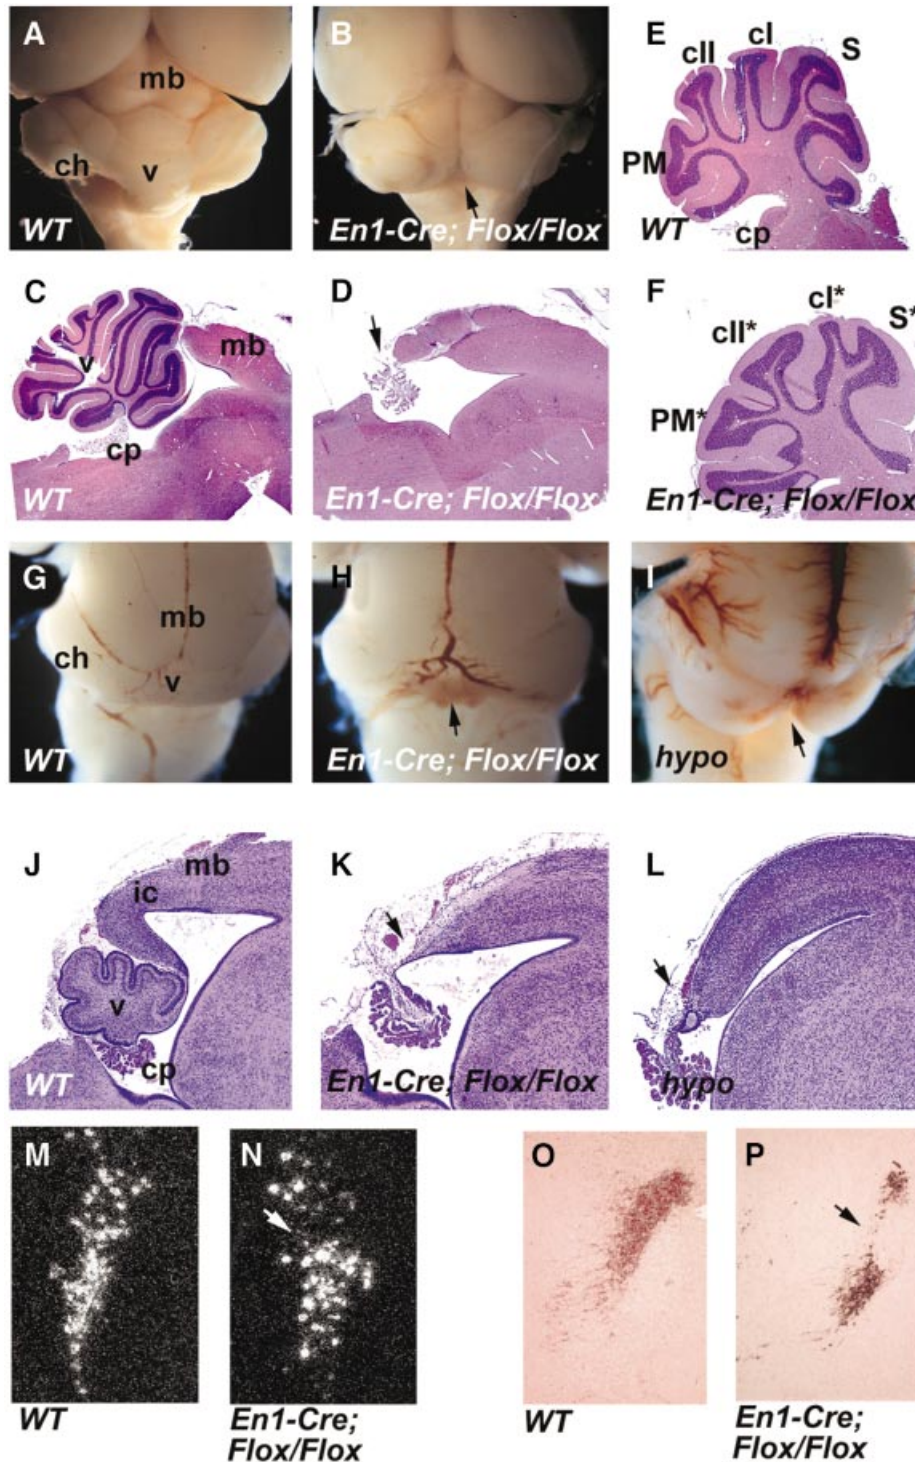 A
mb
ch
v
WT
B
En1-Cre; Flox/Flox
E
cII
cI
S
PM
WT
cp
C
v
mb
cp
WT
D
En1-Cre; Flox/Flox
F
cI*
cII*
S*
PM*
En1-Cre; Flox/Flox
G
mb
ch
v
WT
H
En1-Cre; Flox/Flox
I
hypo
J
mb
ic
v
cp
WT
K
En1-Cre; Flox/Flox
L
hypo
M
WT
N
En1-Cre;
Flox/Flox
O
WT
P
En1-Cre;
Flox/Flox